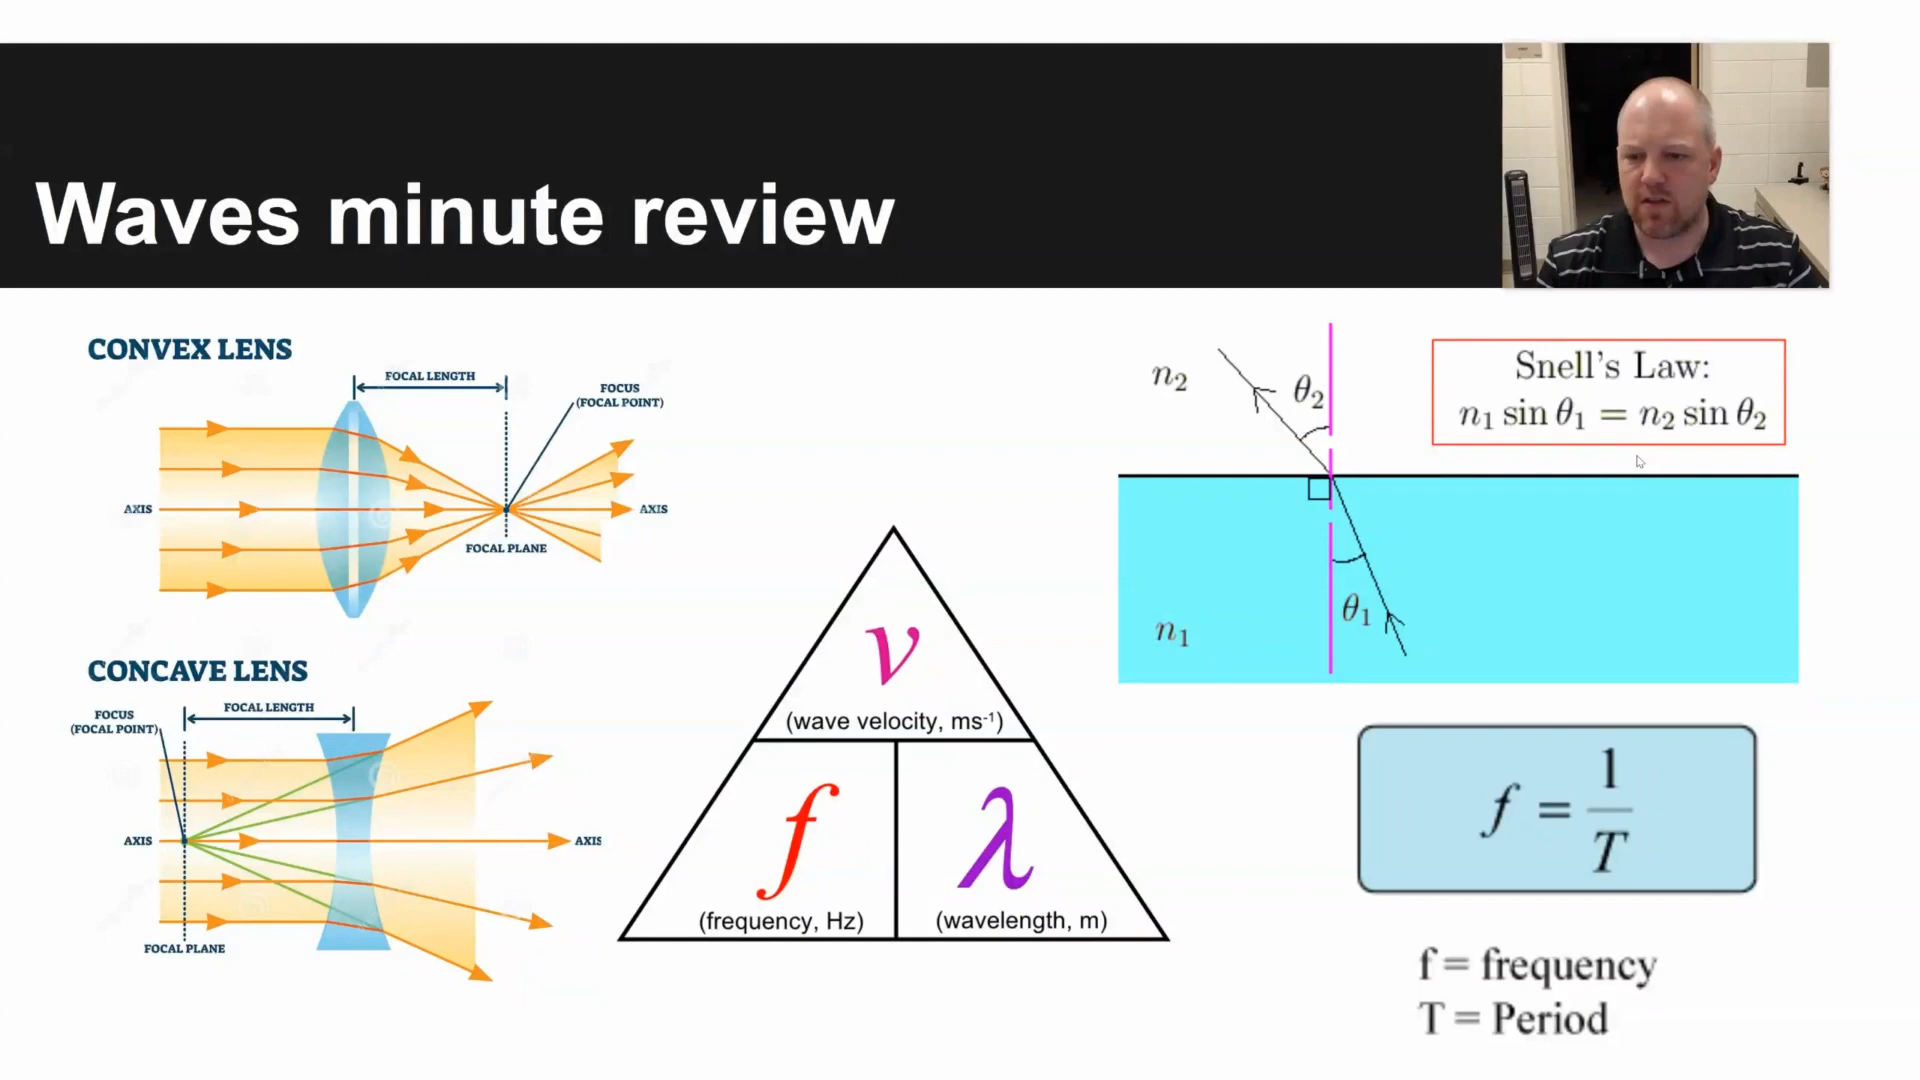 Waves minute review
CONVEX LENS
FOCAL LENGTH
FOCUS
(FOCAL POINT)
AXIS
AXIS
FOCAL PLANE
CONCAVE LENS
FOCAL LENGTH
FOCUS
(FOCAL POINT)
AXIS
AXIS
FOCAL PLANE
v
(wave velocity, ms⁻¹)
f
(frequency, Hz)
λ
(wavelength, m)
n₂
θ₂
Snell's Law:
n₁ sin θ₁ = n₂ sin θ₂
θ₁
n₁
f = 1/T
f = frequency
T = Period